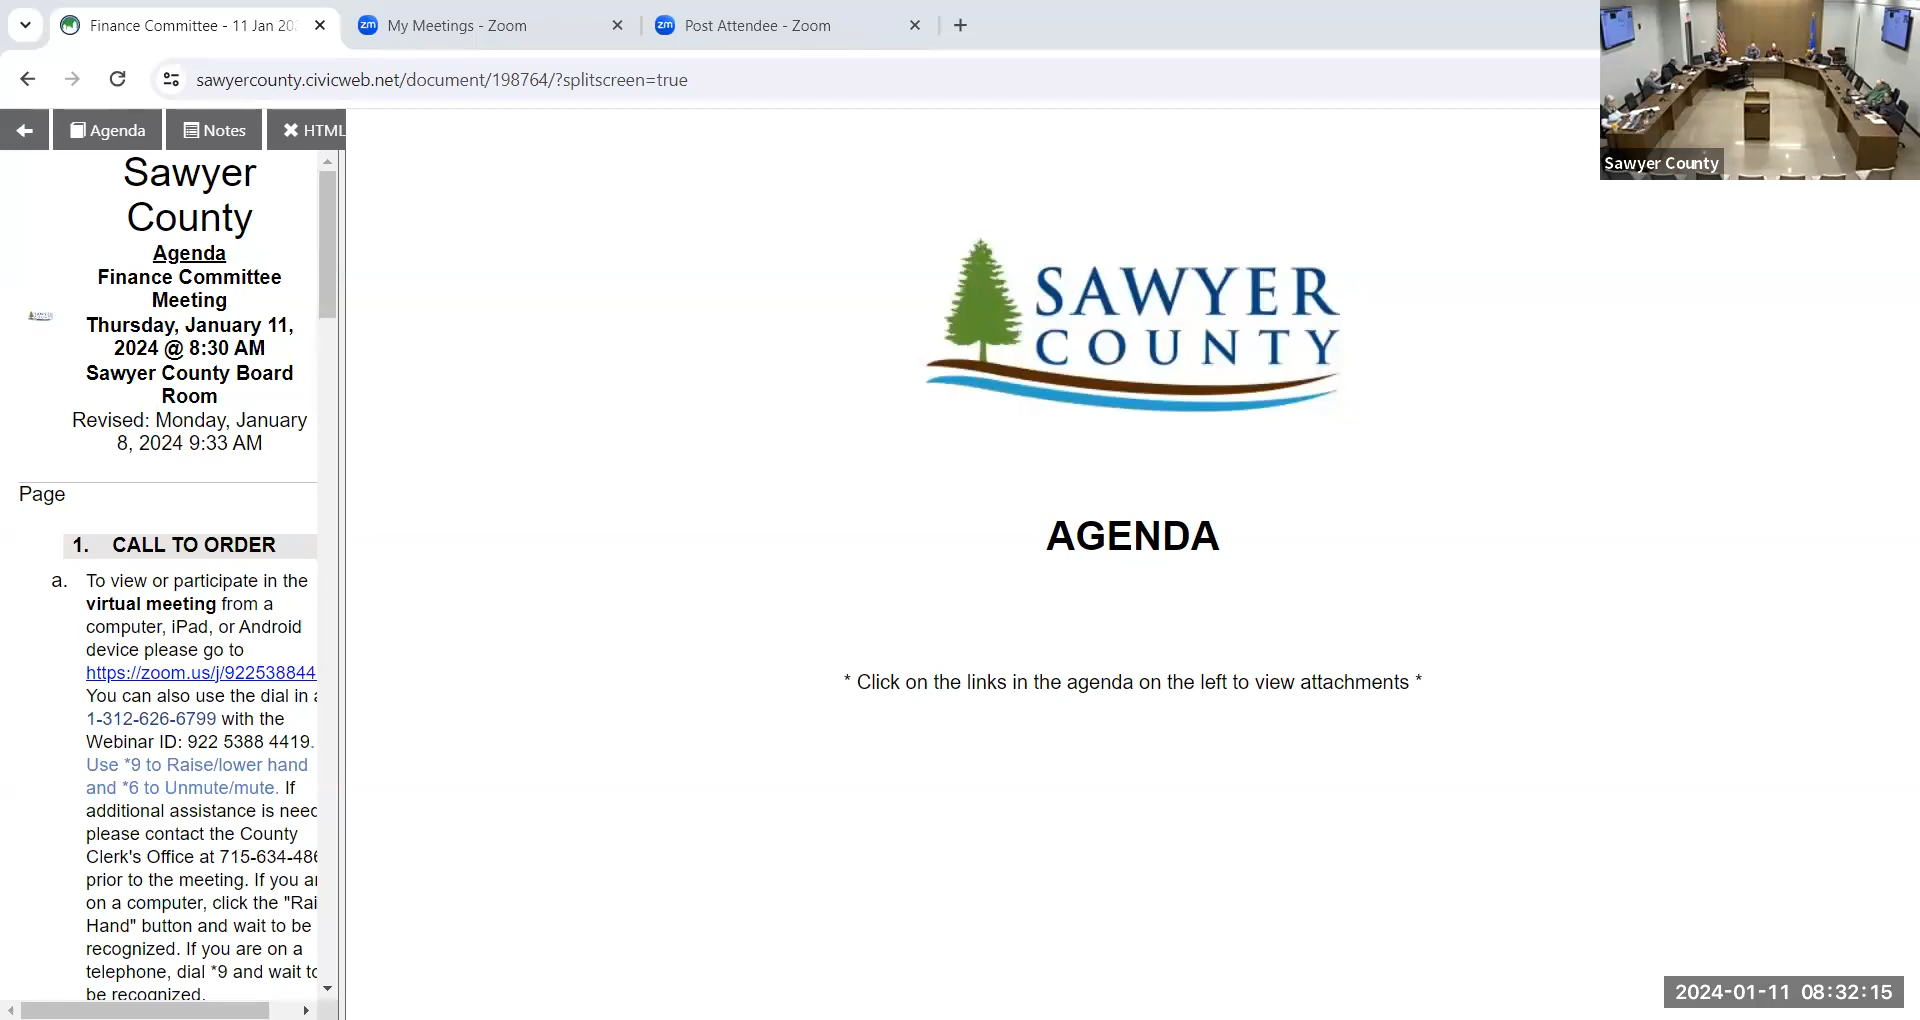 Finance Committee - 11 Jan 202
My Meetings - Zoom
Post Attendee - Zoom
sawyercounty.civicweb.net/document/198764/?splitscreen=true
Agenda
Notes
HTML
Sawyer
County
Agenda
Finance Committee
Meeting
Thursday, January 11,
2024 @ 8:30 AM
Sawyer County Board
Room
Revised: Monday, January
8, 2024 9:33 AM
Page
1. CALL TO ORDER
a. To view or participate in the
virtual meeting from a
computer, iPad, or Android
device please go to
https://zoom.us/j/922538844
You can also use the dial in a
1-312-626-6799 with the
Webinar ID: 922 5388 4419.
Use *9 to Raise/lower hand
and *6 to Unmute/mute. If
additional assistance is need
please contact the County
Clerk's Office at 715-634-486
prior to the meeting. If you ar
on a computer, click the "Rai
Hand" button and wait to be
recognized. If you are on a
telephone, dial *9 and wait to
be recognized.
SAWYER
COUNTY
AGENDA
* Click on the links in the agenda on the left to view attachments *
Sawyer County
2024-01-11 08:32:15